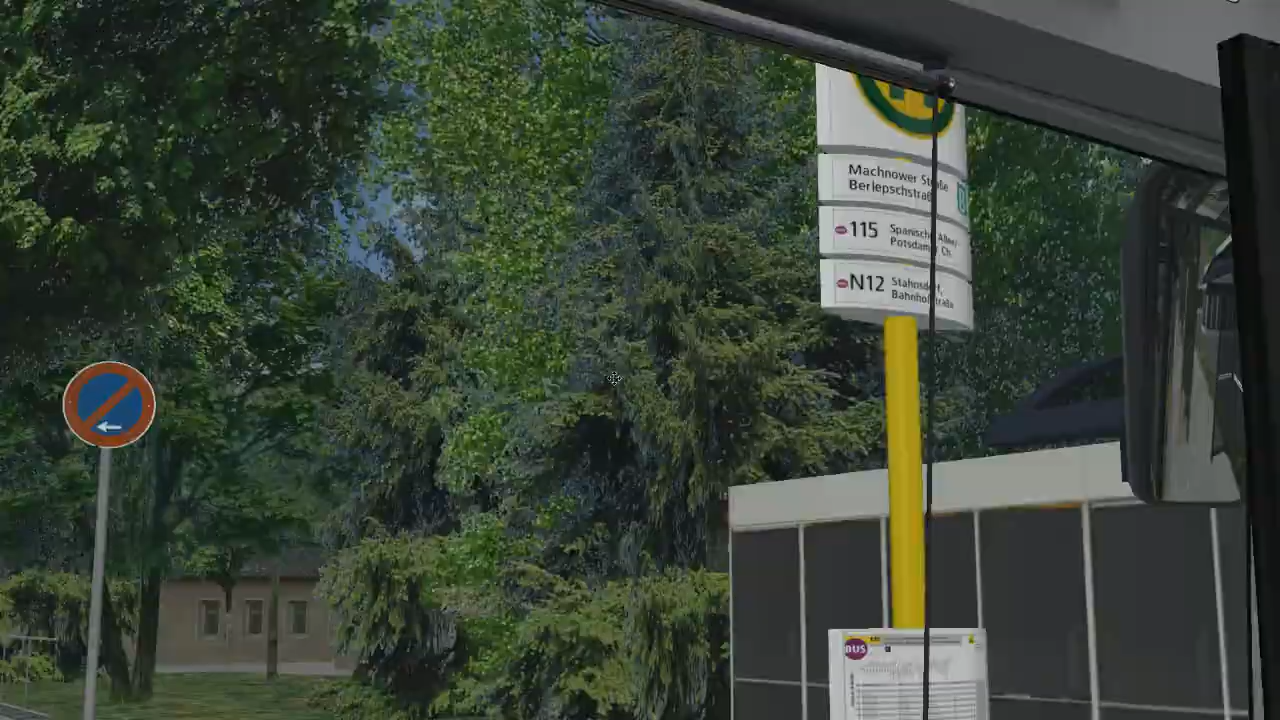 H
Machnower Straße
Berlepschstraße
B
115 Spanische Allee/
Potsdamer Ch.
N12 Stahnsdorf,
Bahnhofstraße
BUS